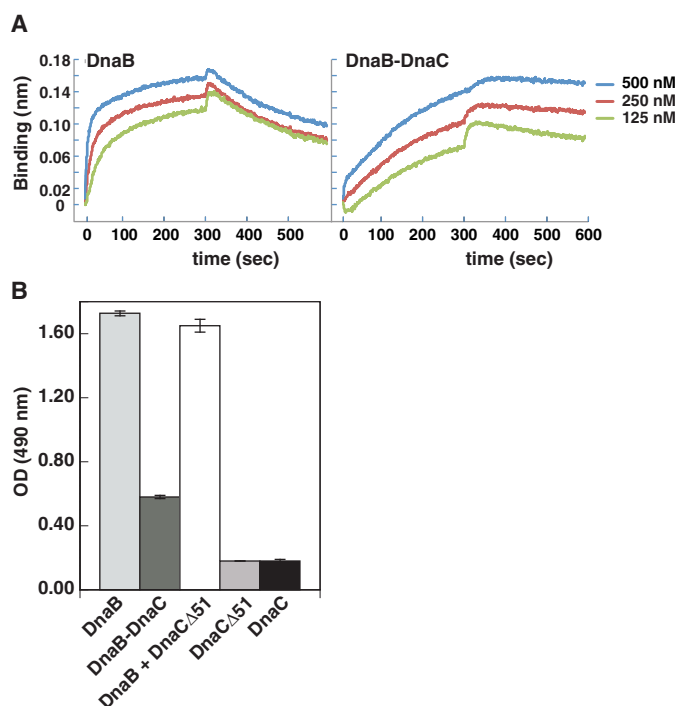 A
DnaB
DnaB-DnaC
Binding (nm)
0.18
0.14
0.10
0.06
0.02
0
0 100 200 300 400 500
time (sec)
0 100 200 300 400 500 600
time (sec)
500 nM
250 nM
125 nM
B
OD (490 nm)
1.60
1.20
0.80
0.40
0.00
DnaB
DnaB-DnaC
DnaB + DnaCΔ51
DnaCΔ51
DnaC